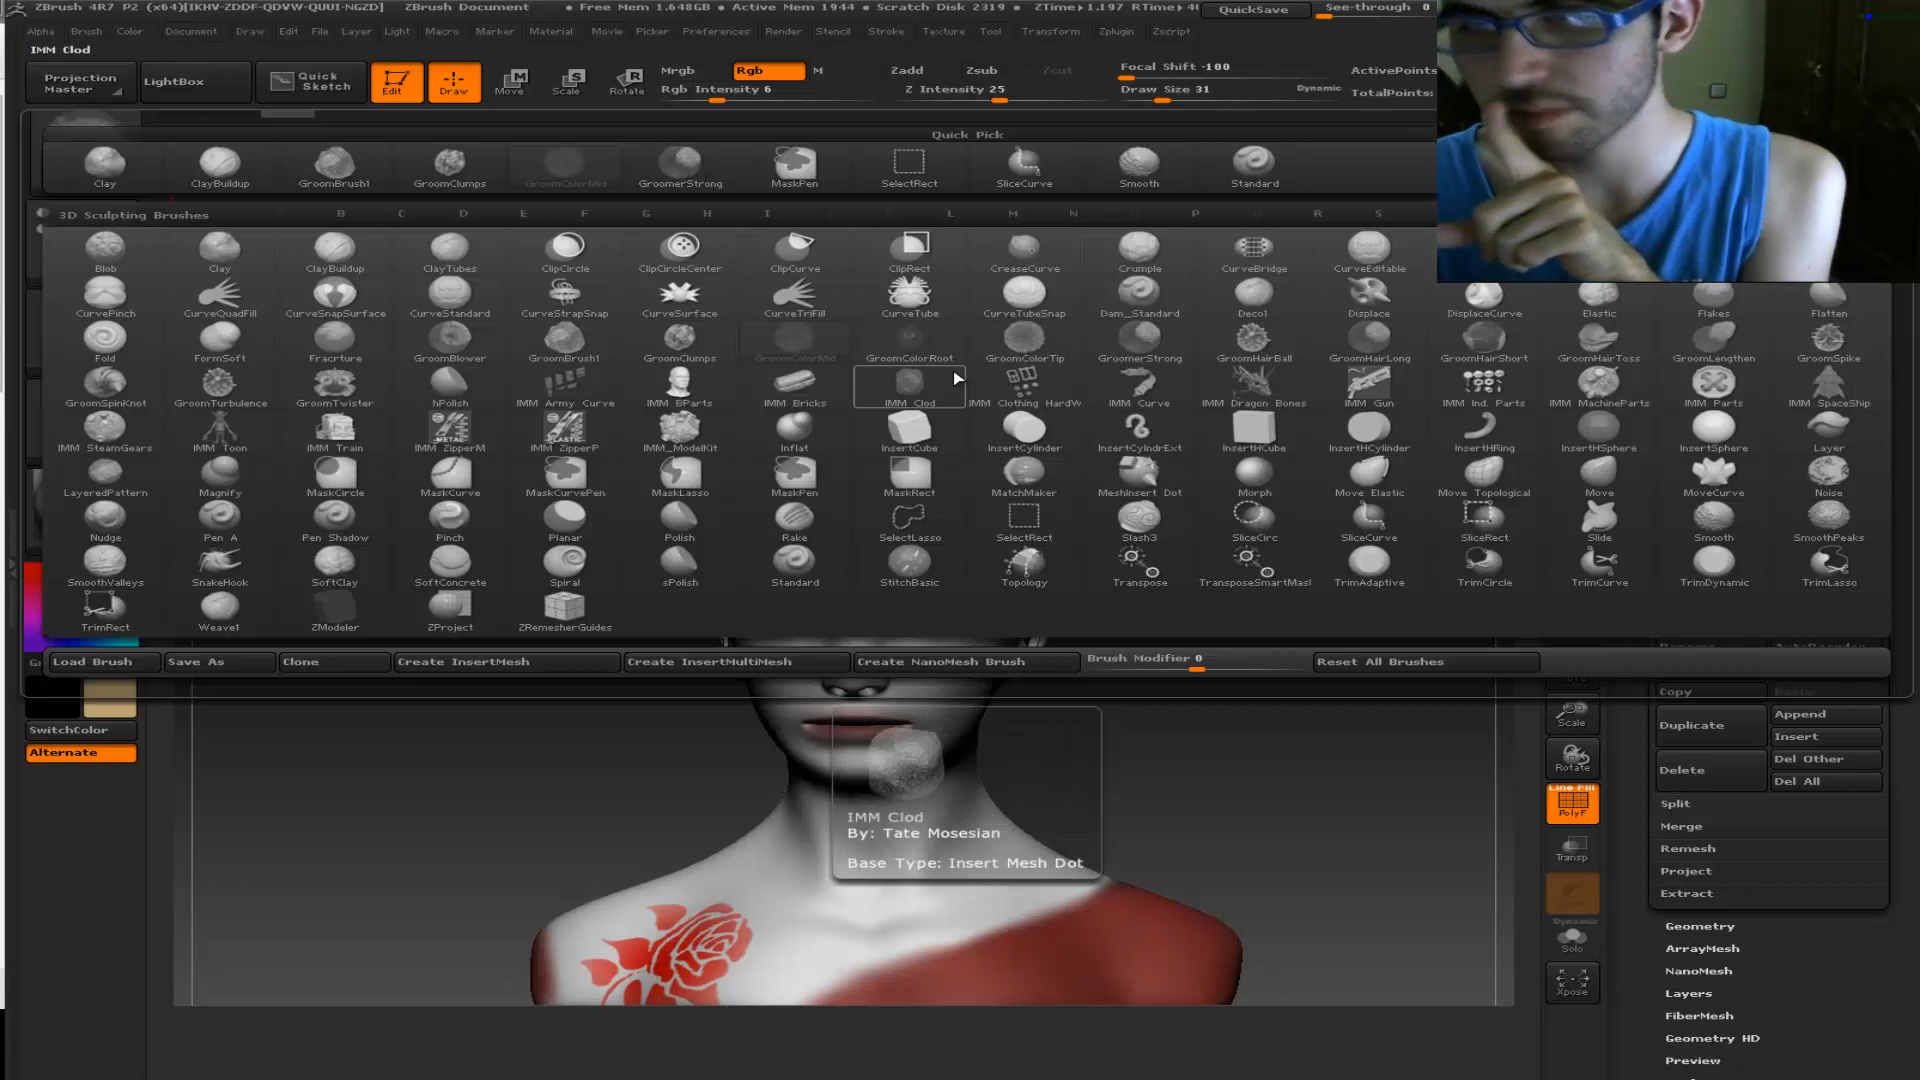 ZBrush 4R7 P2 (x64)[IKHV-ZDDF-QDVW-QUUI-NGZD] ZBrush Document • Free Mem 1.648GB • Active Mem 1944 • Scratch Disk 2319 • ZTime▸1.197 RTime▸ QuickSave See-through 0
Alpha Brush Color Document Draw Edit File Layer Light Macro Marker Material Movie Picker Preferences Render Stencil Stroke Texture Tool Transform Zplugin Zscript
IMM Clod
Projection Master LightBox Quick Sketch Edit Draw Move Scale Rotate
Mrgb Rgb M Zadd Zsub Zcut Focal Shift -100 ActivePoints
Rgb Intensity 6 Z Intensity 25 Draw Size 31 Dynamic TotalPoints:
Quick Pick
Clay ClayBuildup GroomBrush1 GroomClumps GroomColorMid GroomerStrong MaskPen SelectRect SliceCurve Smooth Standard
3D Sculpting Brushes B C D E F G H I L M N O P Q R S
Blob Clay ClayBuildup ClayTubes ClipCircle ClipCircleCenter ClipCurve ClipRect CreaseCurve Crumple CurveBridge CurveEditable
CurvePinch CurveQuadFill CurveSnapSurface CurveStandard CurveStrapSnap CurveSurface CurveTriFill CurveTube CurveTubeSnap Dam_Standard Deco1 Displace DisplaceCurve Elastic Flakes Flatten
Fold FormSoft Fracrture GroomBlower GroomBrush1 GroomClumps GroomColorMid GroomColorRoot GroomColorTip GroomerStrong GroomHairBall GroomHairLong GroomHairShort GroomHairToss GroomLengthen GroomSpike
GroomSpinKnot GroomTurbulence GroomTwister hPolish IMM Army Curve IMM BParts IMM Bricks IMM Clod IMM Clothing HardW IMM Curve IMM Dragon Bones IMM Gun IMM Ind. Parts IMM MachineParts IMM Parts IMM SpaceShip
IMM SteamGears IMM Toon IMM Train IMM ZipperM IMM ZipperP IMM_ModelKit Inflat InsertCube InsertCylinder InsertCylndrExt InsertHCube InsertHCylinder InsertHRing InsertHSphere InsertSphere Layer
LayeredPattern Magnify MaskCircle MaskCurve MaskCurvePen MaskLasso MaskPen MaskRect MatchMaker MeshInsert Dot Morph Move Elastic Move Topological Move MoveCurve Noise
Nudge Pen A Pen Shadow Pinch Planar Polish Rake SelectLasso SelectRect Slash3 SliceCirc SliceCurve SliceRect Slide Smooth SmoothPeaks
SmoothValleys SnakeHook SoftClay SoftConcrete Spiral sPolish Standard StitchBasic Topology Transpose TransposeSmartMasl TrimAdaptive TrimCircle TrimCurve TrimDynamic TrimLasso
TrimRect Weave1 ZModeler ZProject ZRemesherGuides
Load Brush Save As Clone Create InsertMesh Create InsertMultiMesh Create NanoMesh Brush Brush Modifier 0 Reset All Brushes
SwitchColor
Alternate
IMM Clod
By: Tate Mosesian
Base Type: Insert Mesh Dot
Scale
Rotate
Line Fill
PolyF
Transp
Dynamic
Solo
Xpose
Copy
Duplicate Append
Insert
Delete Del Other
Del All
Split
Merge
Remesh
Project
Extract
Geometry
ArrayMesh
NanoMesh
Layers
FiberMesh
Geometry HD
Preview